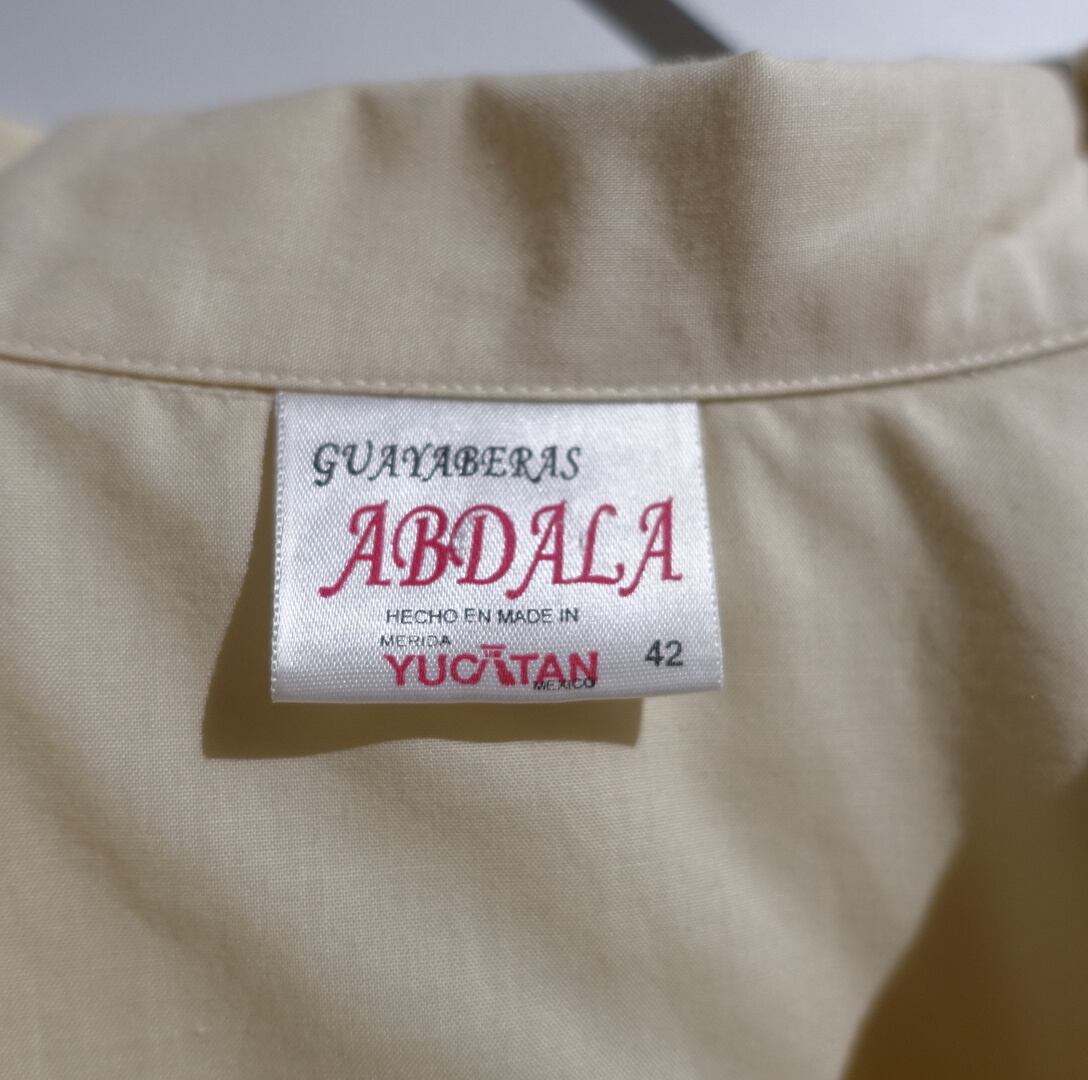 GUAYABERAS
ABDALA
HECHO EN MADE IN
MERIDA
YUCATAN
MEXICO
42